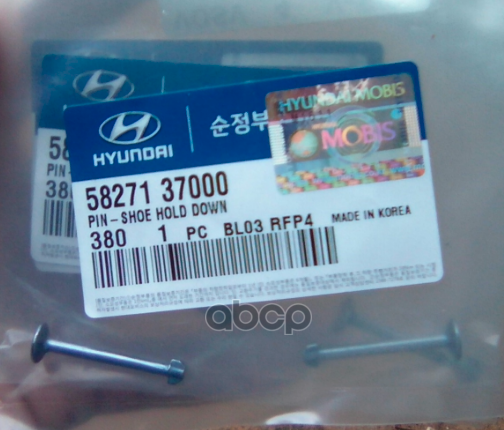 HYUNDAI
순정부
HYUNDAI MOBIS
MOBIS
58271 37000
PIN-SHOE HOLD DOWN
380 1 PC BL03 RFP4 MADE IN KOREA
58
PIN-
380
abcp